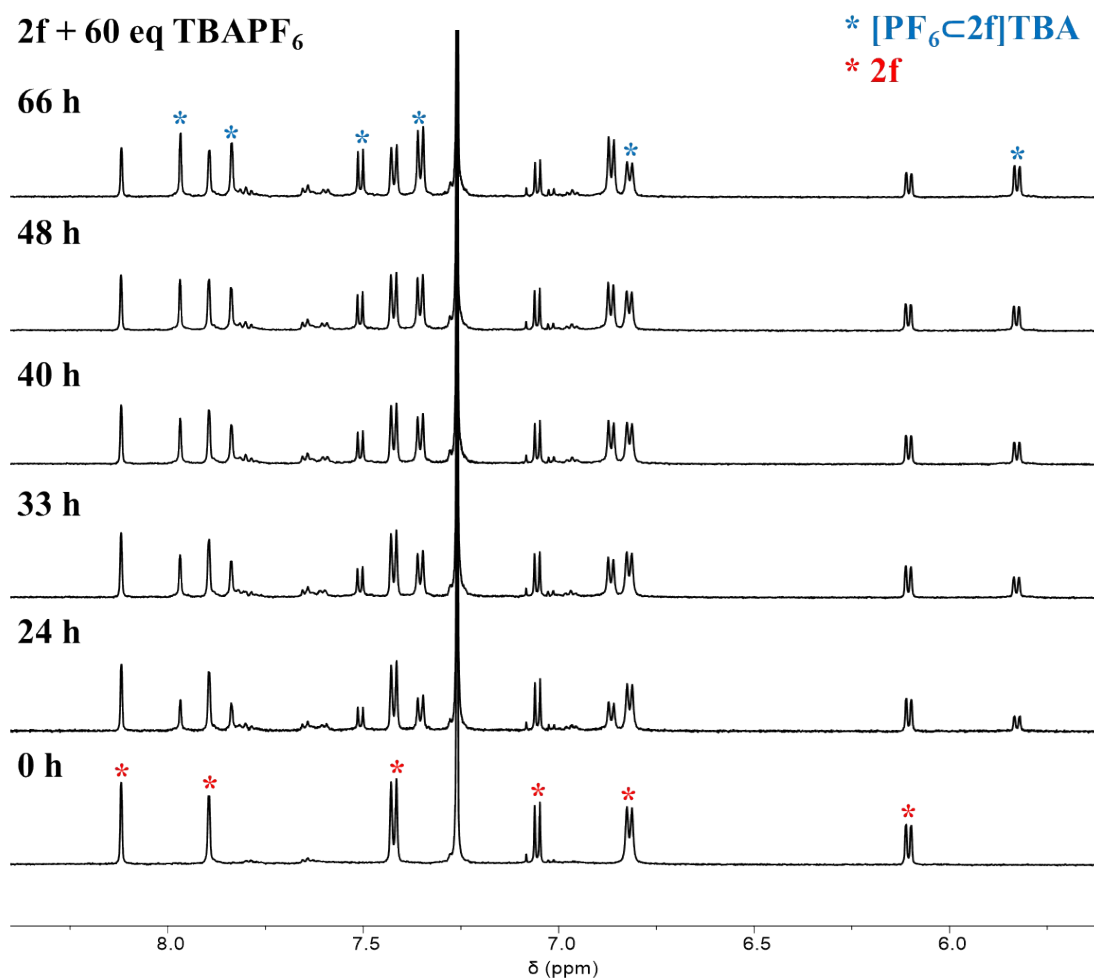 2f + 60 eq TBAPF₆
* [PF₆⊂2f]TBA
* 2f
66 h
* * * * * *
48 h
40 h
33 h
24 h
0 h
* * * * * *
8.0 7.5 7.0 6.5 6.0
δ (ppm)